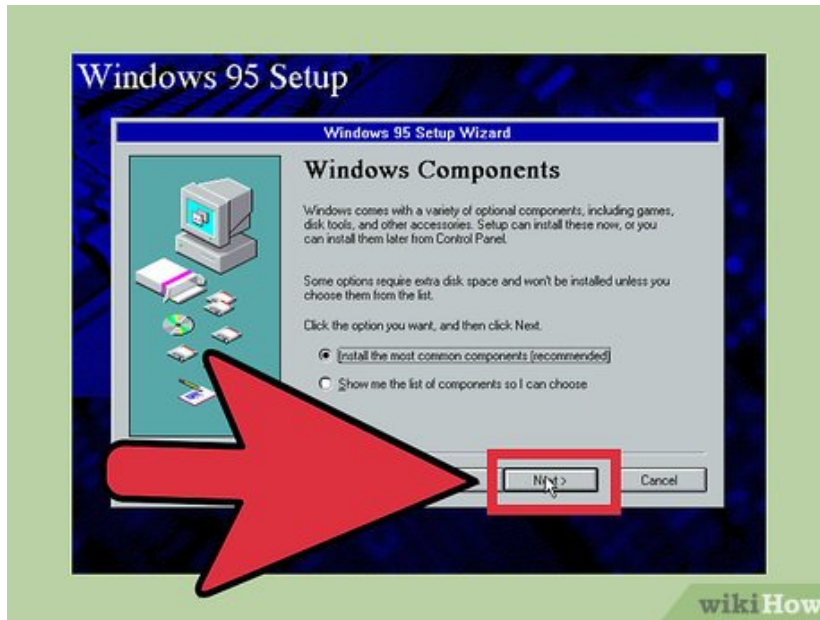 Windows 95 Setup
Windows 95 Setup Wizard
Windows Components
Windows comes with a variety of optional components, including games,
disk tools, and other accessories. Setup can install these now, or you
can install them later from Control Panel.
Some options require extra disk space and won't be installed unless you
choose them from the list.
Click the option you want, and then click Next.
Install the most common components (recommended)
Show me the list of components so I can choose
Next >
Cancel
wikiHow